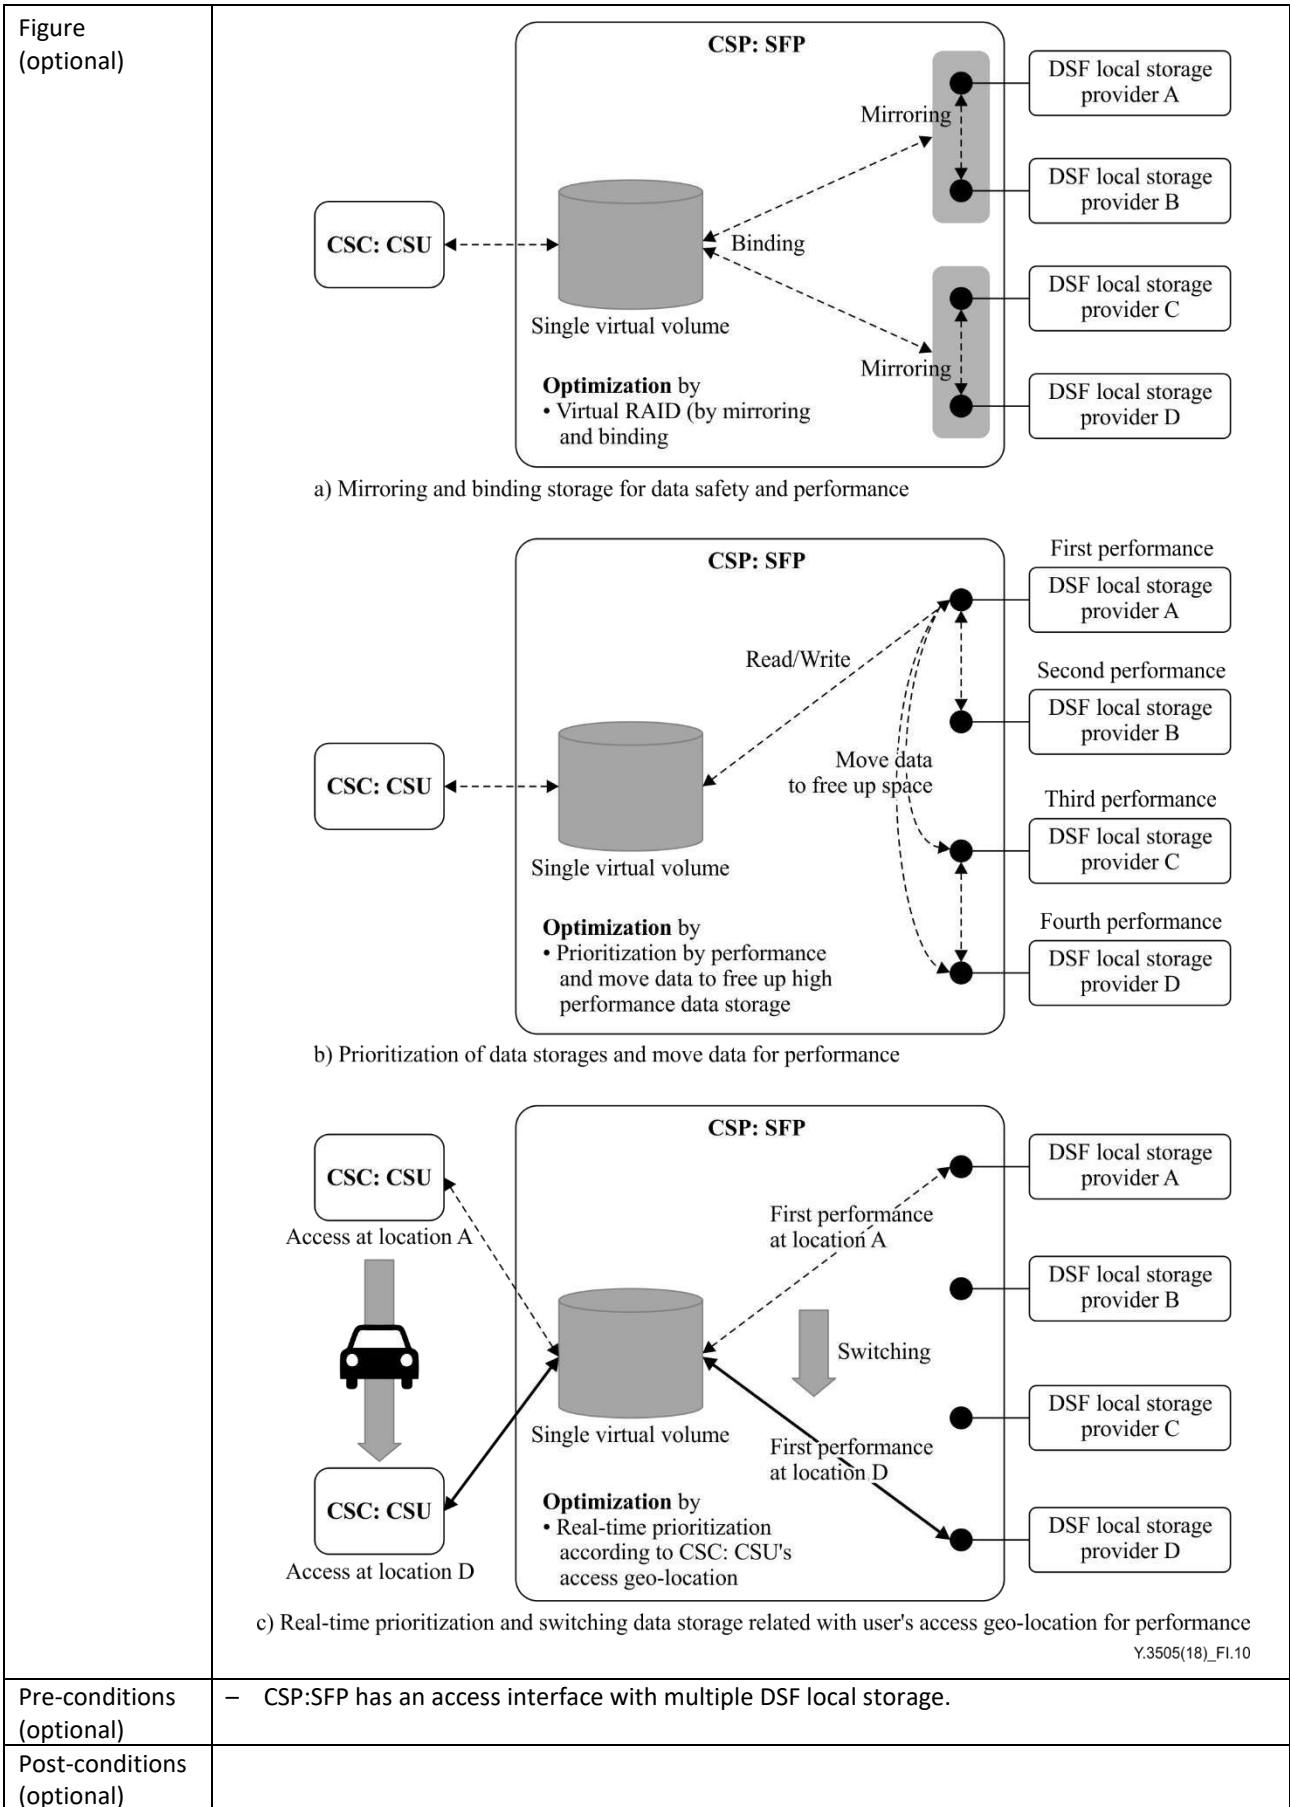 Figure
(optional)
CSP: SFP
DSF local storage
provider A
Mirroring
DSF local storage
provider B
CSC: CSU
Binding
DSF local storage
provider C
Single virtual volume
Mirroring
Optimization by
• Virtual RAID (by mirroring
and binding
DSF local storage
provider D
a) Mirroring and binding storage for data safety and performance
CSP: SFP
First performance
DSF local storage
provider A
Read/Write
Second performance
DSF local storage
provider B
CSC: CSU
Move data
to free up space
Third performance
DSF local storage
provider C
Single virtual volume
Optimization by
• Prioritization by performance
and move data to free up high
performance data storage
Fourth performance
DSF local storage
provider D
b) Prioritization of data storages and move data for performance
CSP: SFP
CSC: CSU
Access at location A
DSF local storage
provider A
First performance
at location A
DSF local storage
provider B
Switching
DSF local storage
provider C
Single virtual volume
First performance
at location D
CSC: CSU
Access at location D
Optimization by
• Real-time prioritization
according to CSC: CSU's
access geo-location
DSF local storage
provider D
c) Real-time prioritization and switching data storage related with user's access geo-location for performance
Y.3505(18)_FI.10
Pre-conditions
(optional)
– CSP:SFP has an access interface with multiple DSF local storage.
Post-conditions
(optional)